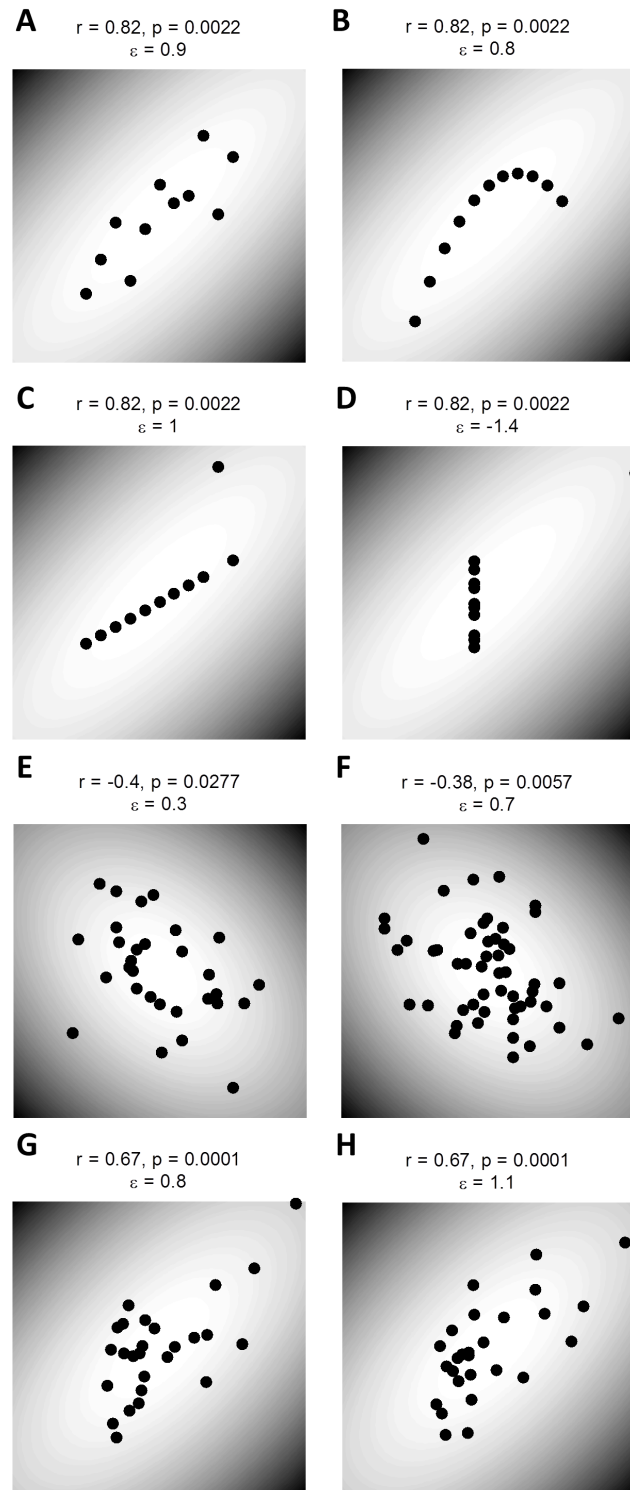 A
r = 0.82, p = 0.0022
ε = 0.9
B
r = 0.82, p = 0.0022
ε = 0.8
C
r = 0.82, p = 0.0022
ε = 1
D
r = 0.82, p = 0.0022
ε = -1.4
E
r = -0.4, p = 0.0277
ε = 0.3
F
r = -0.38, p = 0.0057
ε = 0.7
G
r = 0.67, p = 0.0001
ε = 0.8
H
r = 0.67, p = 0.0001
ε = 1.1